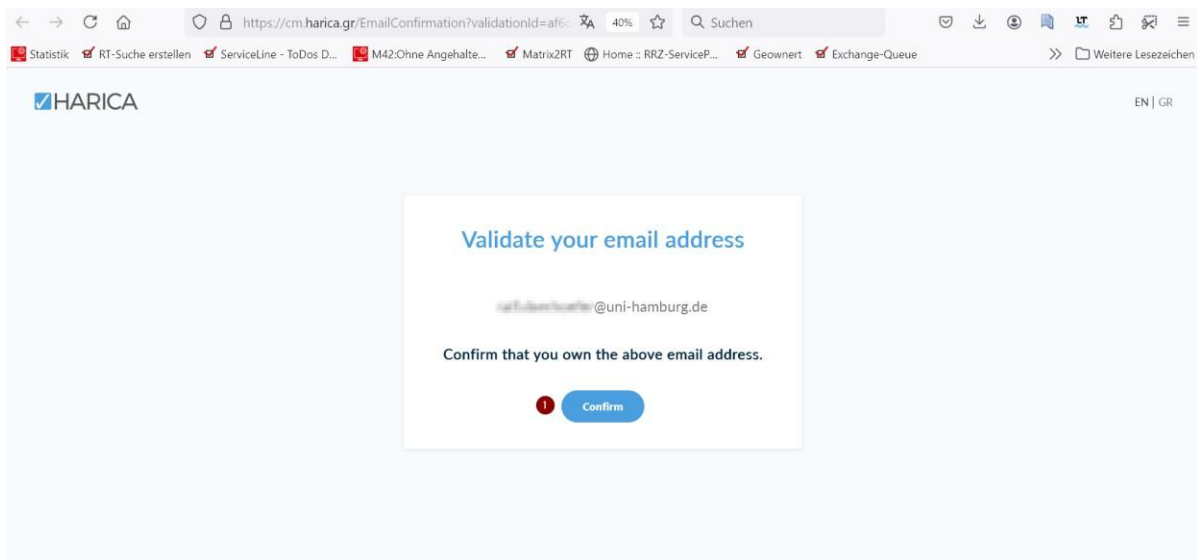 https://cm.harica.gr/EmailConfirmation?validationId=af6c 40% Suchen
Statistik RT-Suche erstellen ServiceLine - ToDos D... M42:Ohne Angehalte... Matrix2RT Home :: RRZ-ServiceP... Geownert Exchange-Queue Weitere Lesezeichen
HARICA EN | GR
Validate your email address
@uni-hamburg.de
Confirm that you own the above email address.
1 Confirm